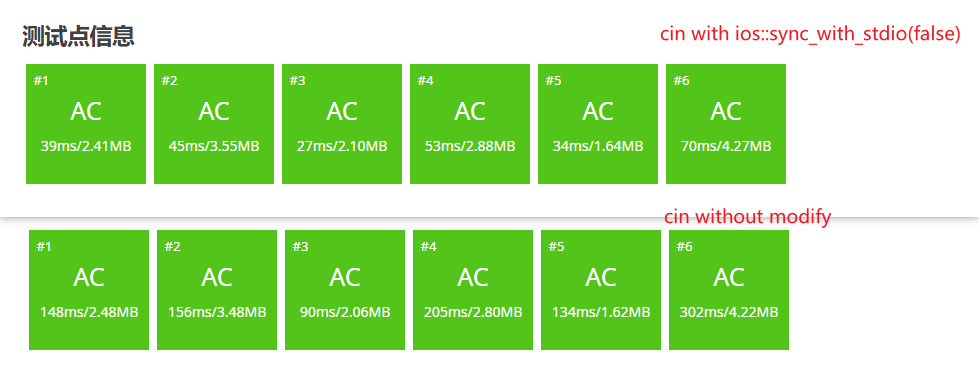 测试点信息
cin with ios::sync_with_stdio(false)
#1 #2 #3 #4 #5 #6
AC AC AC AC AC AC
39ms/2.41MB 45ms/3.55MB 27ms/2.10MB 53ms/2.88MB 34ms/1.64MB 70ms/4.27MB
cin without modify
#1 #2 #3 #4 #5 #6
AC AC AC AC AC AC
148ms/2.48MB 156ms/3.48MB 90ms/2.06MB 205ms/2.80MB 134ms/1.62MB 302ms/4.22MB